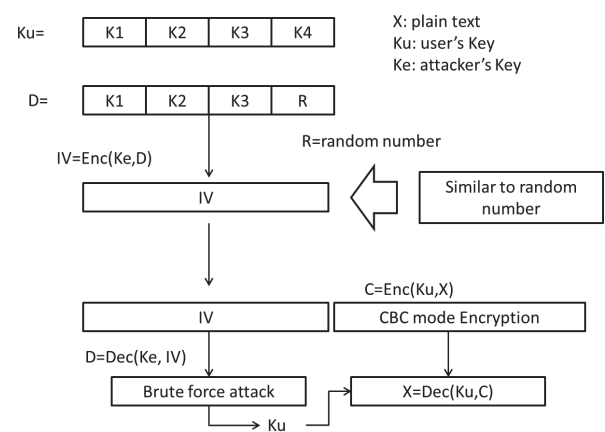 Ku= K1 K2 K3 K4
X: plain text
Ku: user's Key
Ke: attacker's Key
D= K1 K2 K3 R
R=random number
IV=Enc(Ke,D)
IV
Similar to random
number
C=Enc(Ku,X)
IV
CBC mode Encryption
D=Dec(Ke, IV)
Brute force attack
X=Dec(Ku,C)
Ku